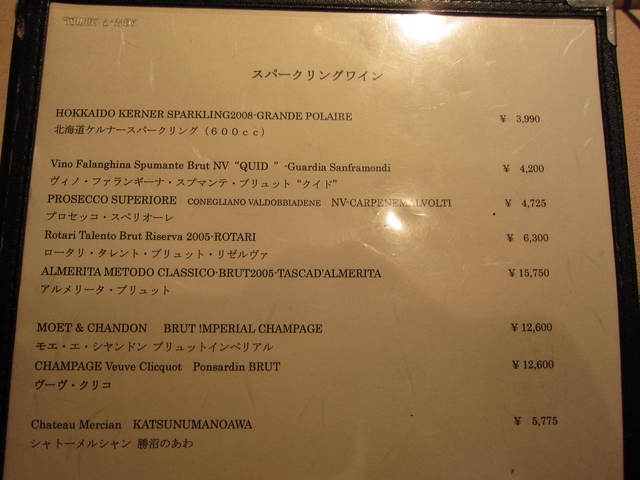 スパークリングワイン
HOKKAIDO KERNER SPARKLING2008-GRANDE POLAIRE ¥ 3,990
北海道ケルナースパークリング（６００ｃｃ）
Vino Falanghina Spumante Brut NV “QUID ” -Guardia Sanframondi ¥ 4,200
ヴィノ・ファランギーナ・スプマンテ・ブリュット “クイド”
PROSECCO SUPERIORE CONEGLIANO VALDOBBIADENE NV-CARPENEMALVOLTI ¥ 4,725
プロセッコ・スペリオーレ
Rotari Talento Brut Riserva 2005-ROTARI ¥ 6,300
ロータリ・タレント・ブリュット・リゼルヴァ
ALMERITA METODO CLASSICO-BRUT2005-TASCAD'ALMERITA ¥ 15,750
アルメリータ・ブリュット
MOET & CHANDON BRUT !MPERIAL CHAMPAGE ¥ 12,600
モエ・エ・シヤンドン ブリュットインペリアル
CHAMPAGE Veuve Clicquot Ponsardin BRUT ¥ 12,600
ヴーヴ・クリコ
Chateau Mercian KATSUNUMANOAWA ¥ 5,775
シャトーメルシャン 勝沼のあわ